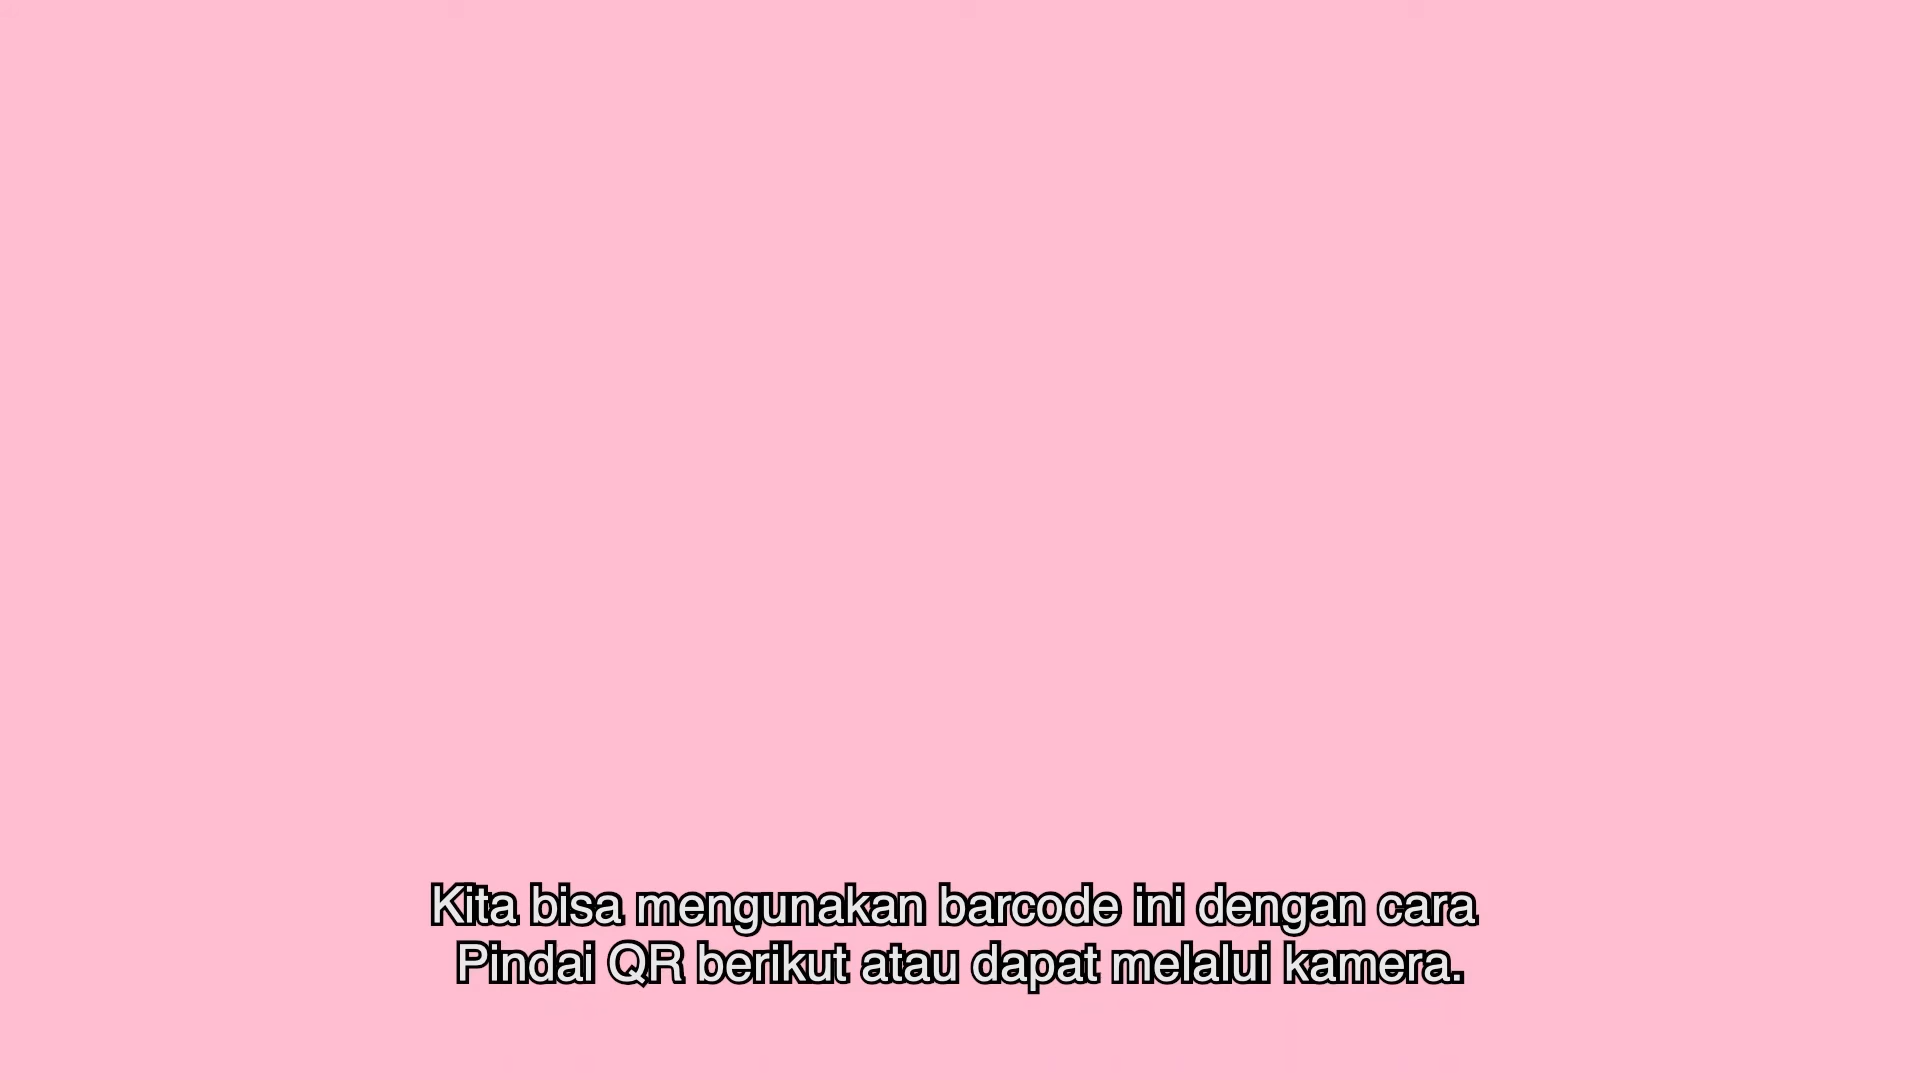 Kita bisa mengunakan barcode ini dengan cara
Pindai QR berikut atau dapat melalui kamera.